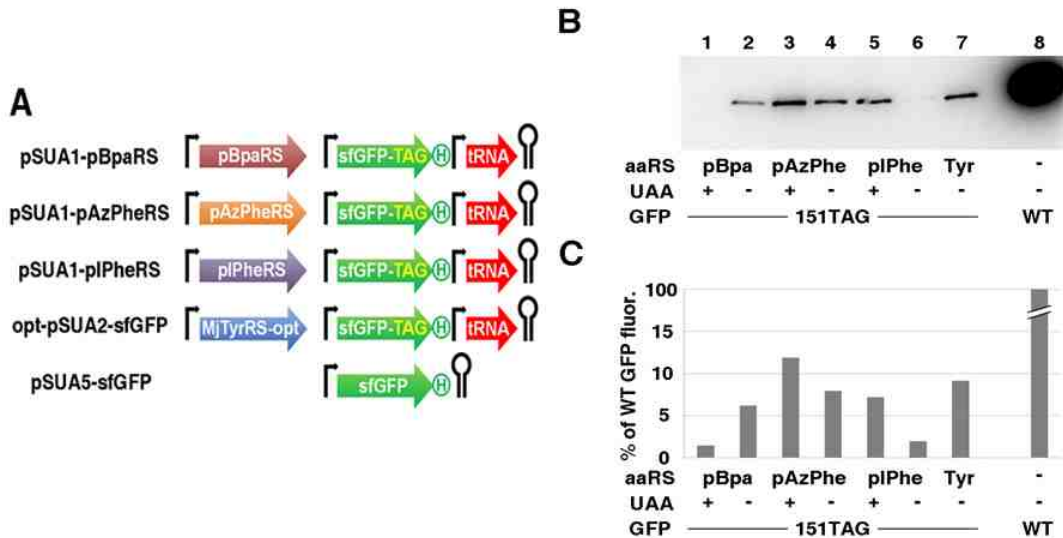 A
pSUA1-pBpaRS pBpaRS sfGFP-TAG H tRNA
pSUA1-pAzPheRS pAzPheRS sfGFP-TAG H tRNA
pSUA1-pIPheRS pIPheRS sfGFP-TAG H tRNA
opt-pSUA2-sfGFP MjTyrRS-opt sfGFP-TAG H tRNA
pSUA5-sfGFP sfGFP H
B
1 2 3 4 5 6 7 8
aaRS pBpa pAzPhe pIPhe Tyr -
UAA + - + - + - - -
GFP 151TAG WT
C
% of WT GFP fluor.
100
15
10
5
0
aaRS pBpa pAzPhe pIPhe Tyr -
UAA + - + - + - - -
GFP 151TAG WT